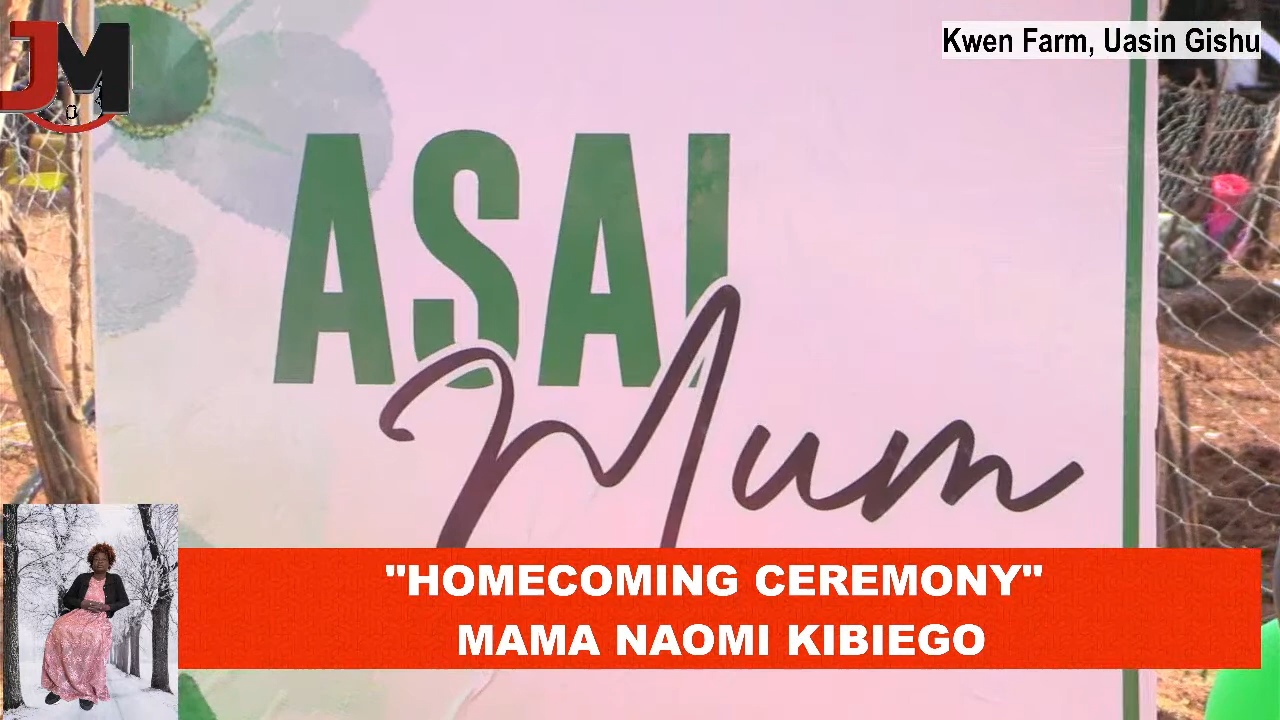 JM
Kwen Farm, Uasin Gishu
ASAI
Mum
"HOMECOMING CEREMONY"
MAMA NAOMI KIBIEGO